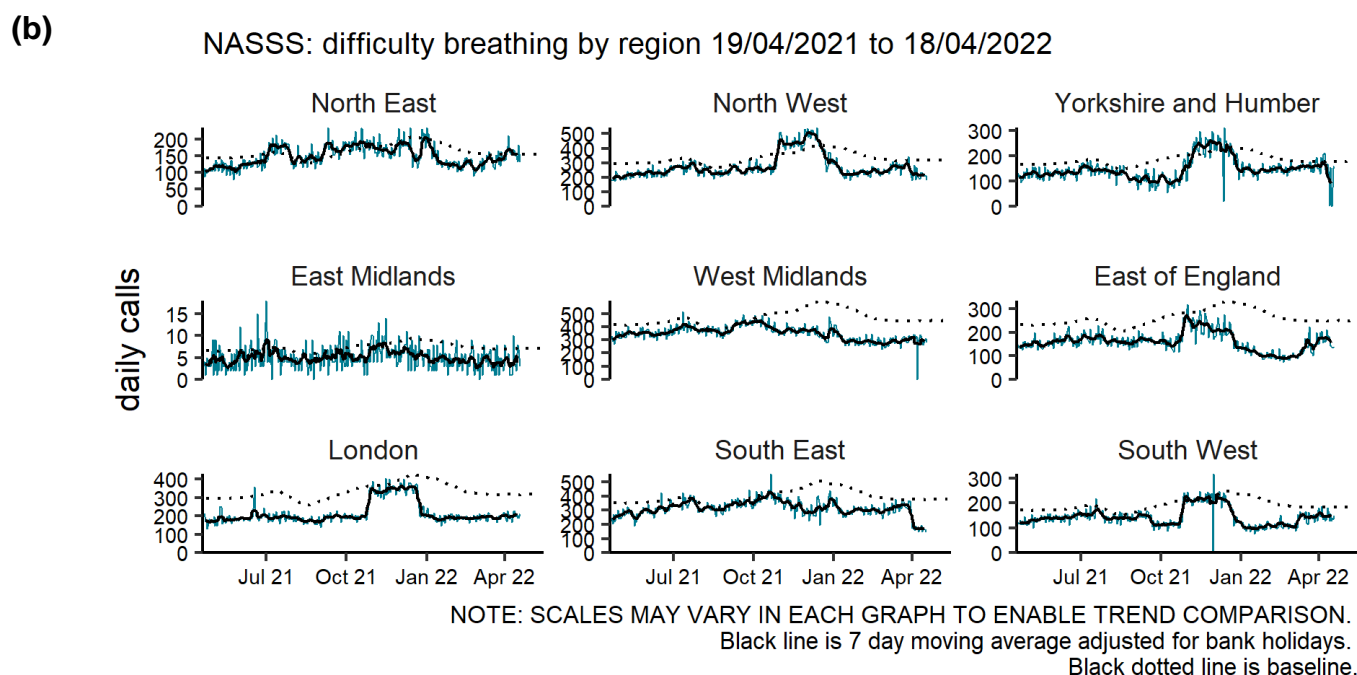 (b)
NASSS: difficulty breathing by region 19/04/2021 to 18/04/2022
North East
North West
Yorkshire and Humber
200
150
100
50
0
500
400
300
200
100
0
300
200
100
0
daily calls
East Midlands
West Midlands
East of England
15
10
5
0
500
400
300
200
100
0
300
200
100
0
London
South East
South West
400
300
200
100
0
500
400
300
200
100
0
300
200
100
0
Jul 21 Oct 21 Jan 22 Apr 22
Jul 21 Oct 21 Jan 22 Apr 22
Jul 21 Oct 21 Jan 22 Apr 22
NOTE: SCALES MAY VARY IN EACH GRAPH TO ENABLE TREND COMPARISON.
Black line is 7 day moving average adjusted for bank holidays.
Black dotted line is baseline.